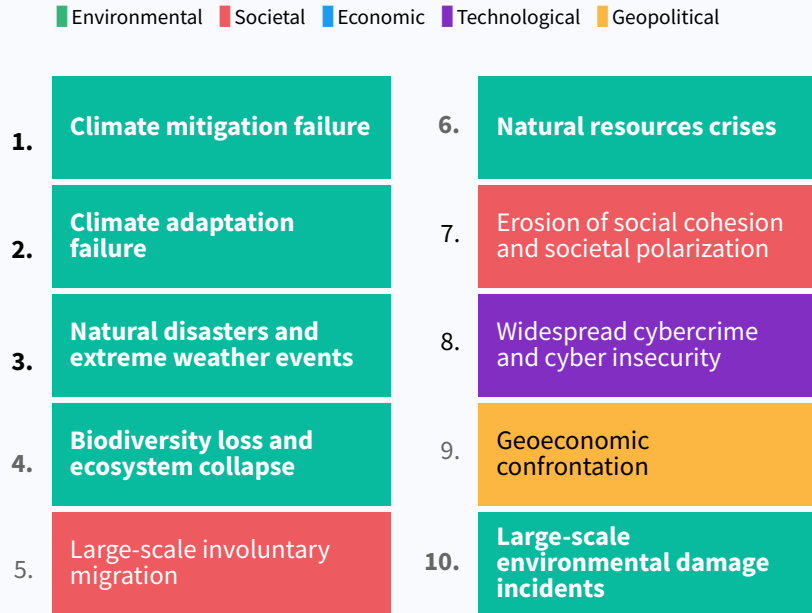 Environmental Societal Economic Technological Geopolitical
1. Climate mitigation failure
2. Climate adaptation
failure
3. Natural disasters and
extreme weather events
4. Biodiversity loss and
ecosystem collapse
5. Large-scale involuntary
migration
6. Natural resources crises
7. Erosion of social cohesion
and societal polarization
8. Widespread cybercrime
and cyber insecurity
9. Geoeconomic
confrontation
10. Large-scale
environmental damage
incidents